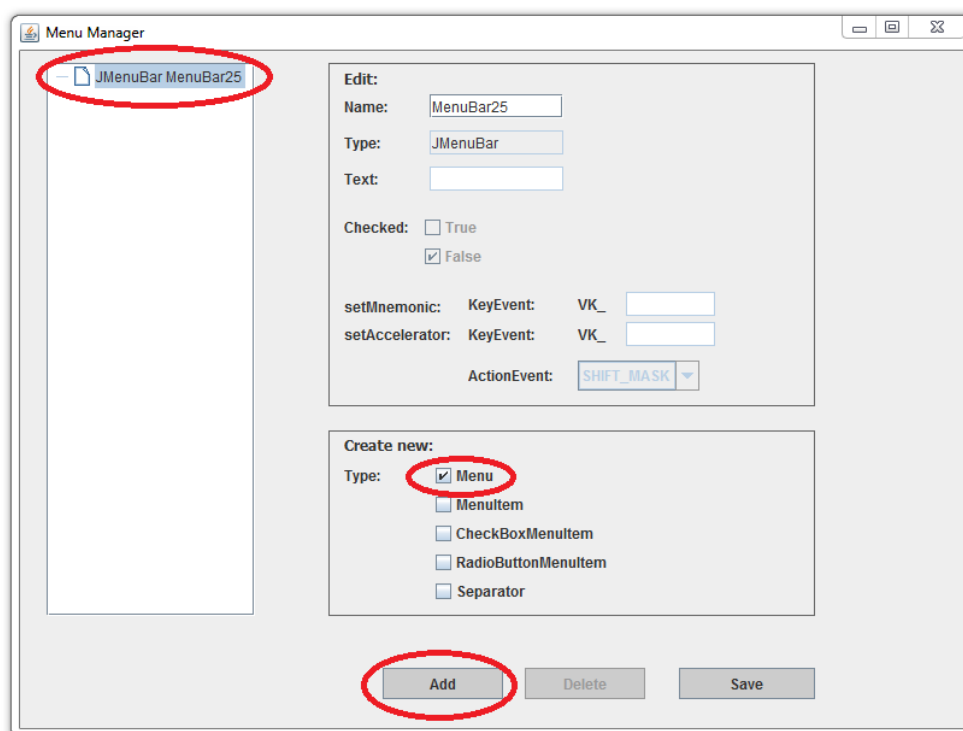 Menu Manager
JMenuBar MenuBar25
Edit:
Name: MenuBar25
Type: JMenuBar
Text:
Checked: True
False
setMnemonic: KeyEvent: VK_
setAccelerator: KeyEvent: VK_
ActionEvent: SHIFT_MASK
Create new:
Type: Menu
MenuItem
CheckBoxMenuItem
RadioButtonMenuItem
Separator
Add Delete Save